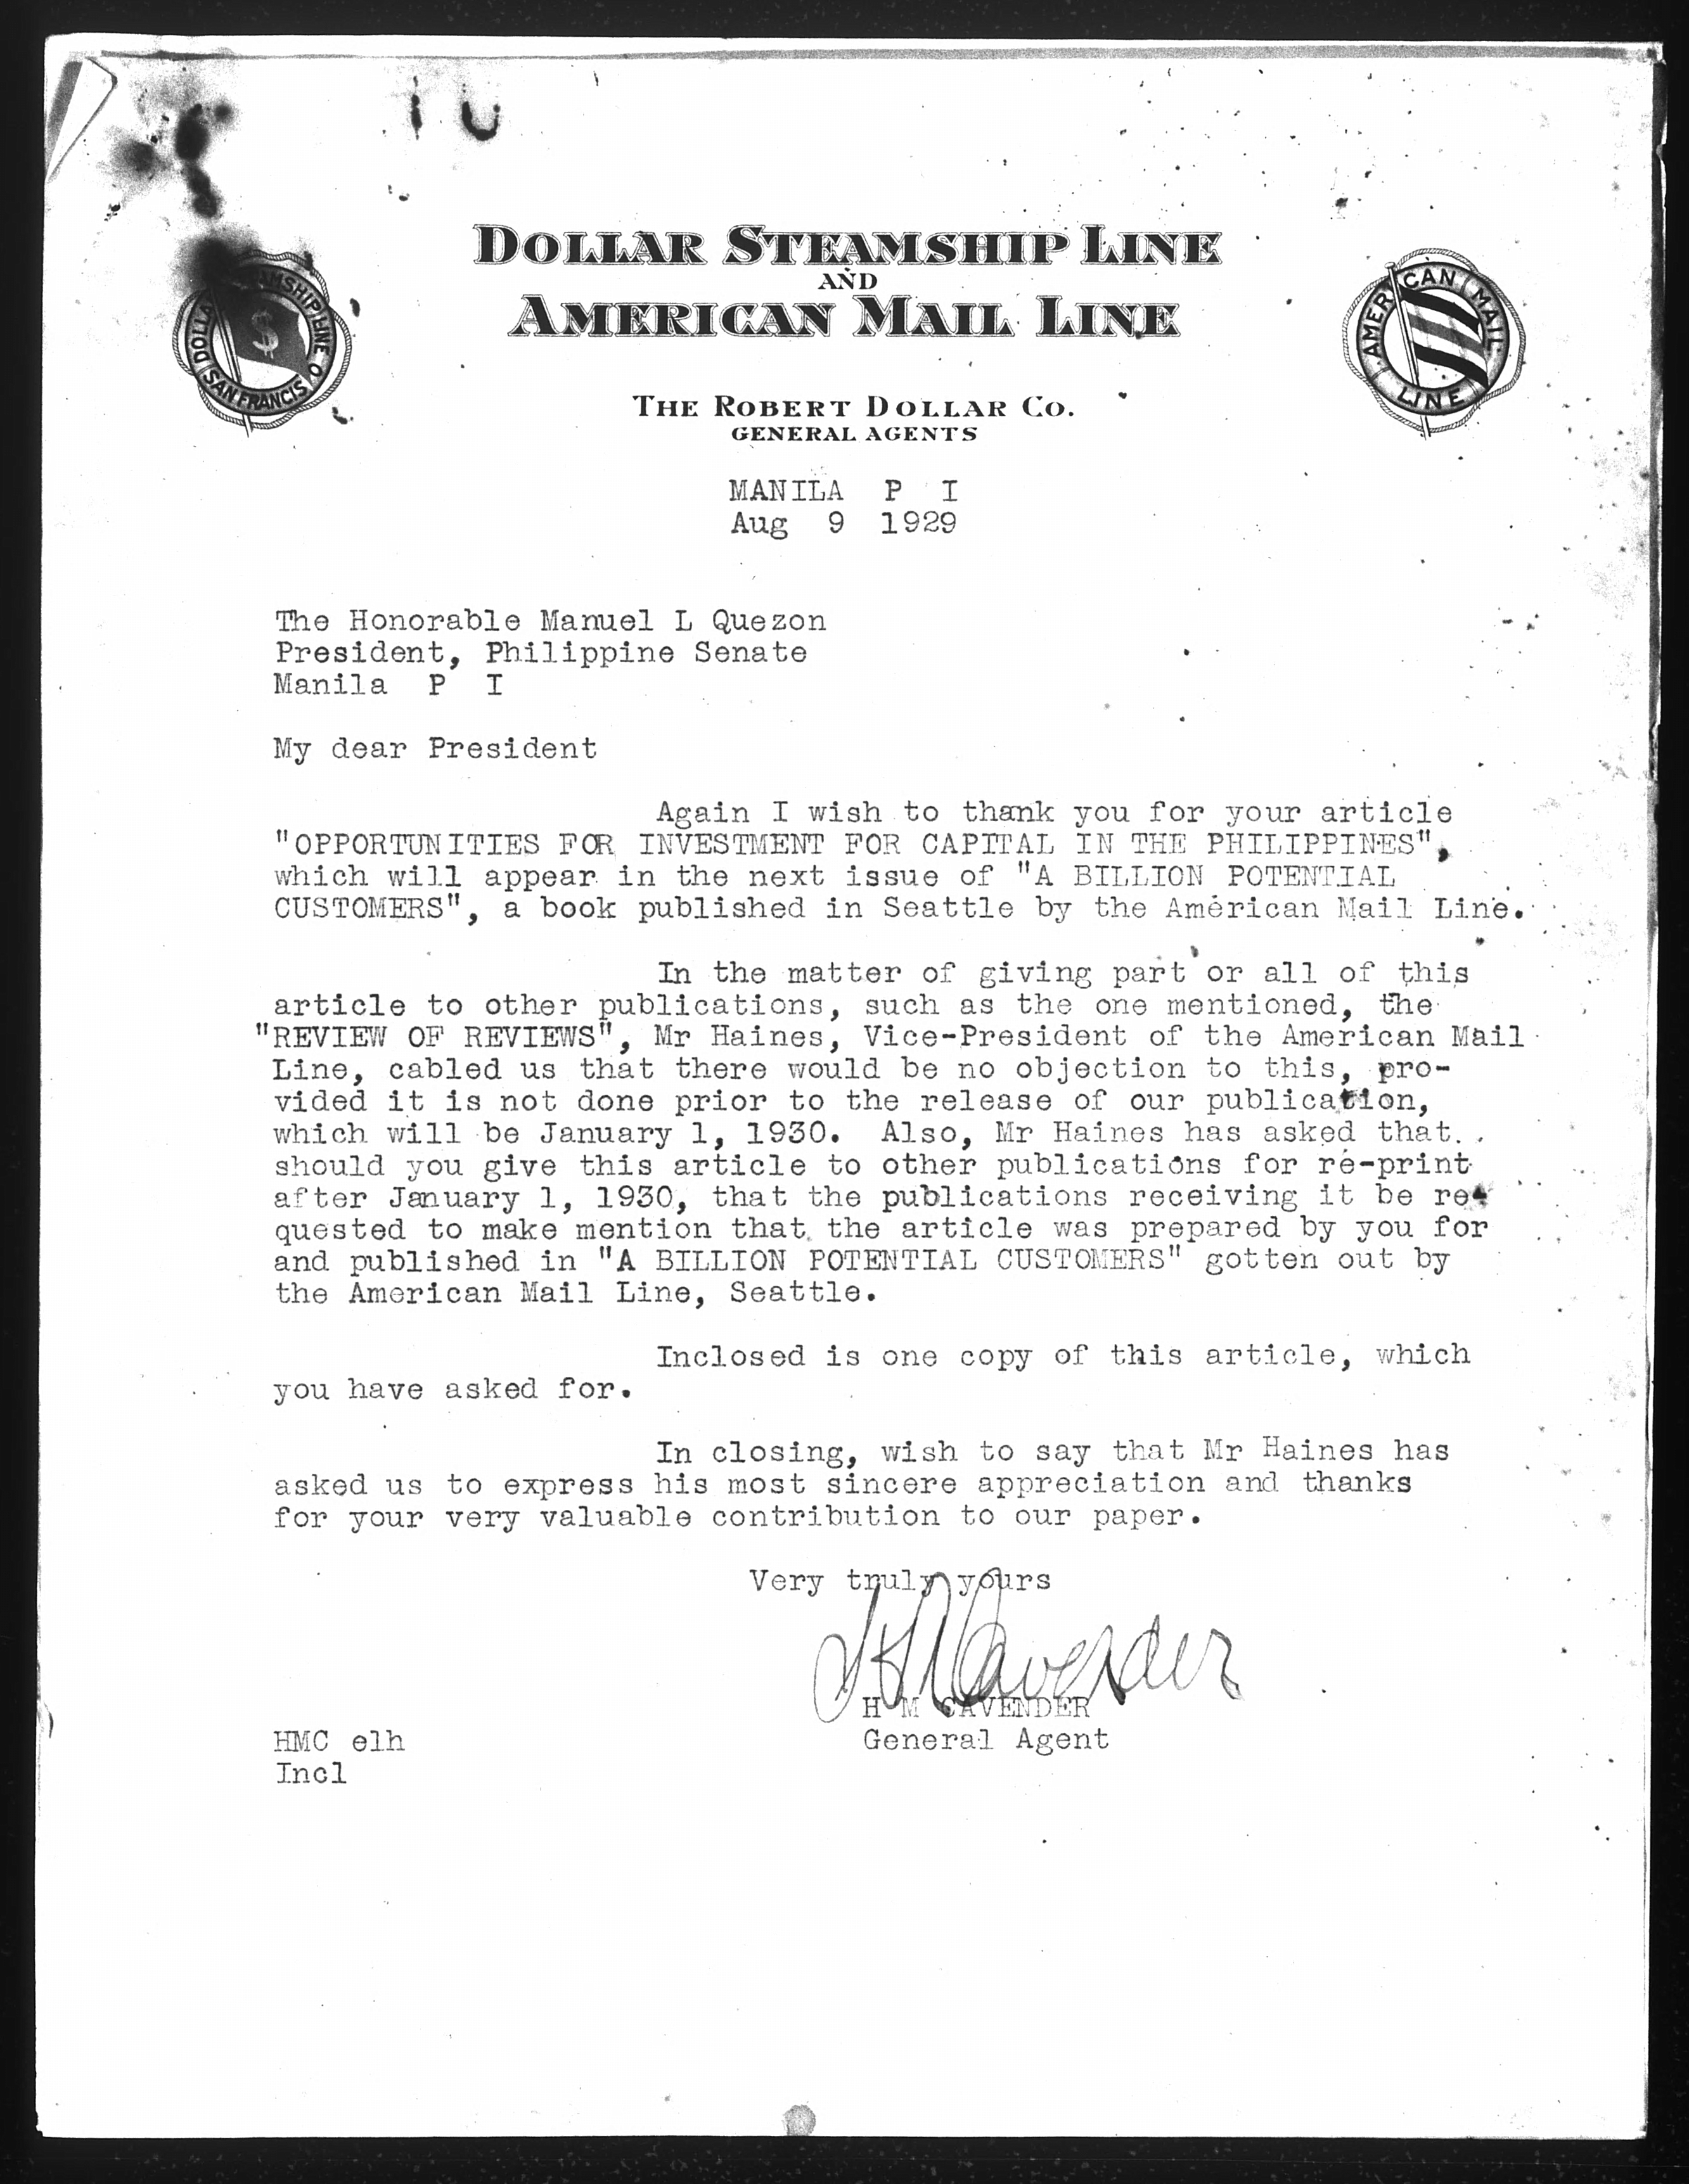 DOLLAR STEAMSHIP LINE
AND
AMERICAN MAIL LINE
DOLLAR STEAMSHIP LINE
SAN FRANCISCO
$
AMERICAN MAIL
LINE
THE ROBERT DOLLAR CO.
GENERAL AGENTS
MANILA P I
Aug 9 1929
The Honorable Manuel L Quezon
President, Philippine Senate
Manila P I
My dear President
Again I wish to thank you for your article
"OPPORTUNITIES FOR INVESTMENT FOR CAPITAL IN THE PHILIPPINES",
which will appear in the next issue of "A BILLION POTENTIAL
CUSTOMERS", a book published in Seattle by the American Mail Line.
In the matter of giving part or all of this
article to other publications, such as the one mentioned, the
"REVIEW OF REVIEWS", Mr Haines, Vice-President of the American Mail
Line, cabled us that there would be no objection to this, pro-
vided it is not done prior to the release of our publication,
which will be January 1, 1930. Also, Mr Haines has asked that
should you give this article to other publications for re-print
after January 1, 1930, that the publications receiving it be re-
quested to make mention that the article was prepared by you for
and published in "A BILLION POTENTIAL CUSTOMERS" gotten out by
the American Mail Line, Seattle.
Inclosed is one copy of this article, which
you have asked for.
In closing, wish to say that Mr Haines has
asked us to express his most sincere appreciation and thanks
for your very valuable contribution to our paper.
Very truly yours
H M Cavender
H M CAVENDER
General Agent
HMC elh
Incl